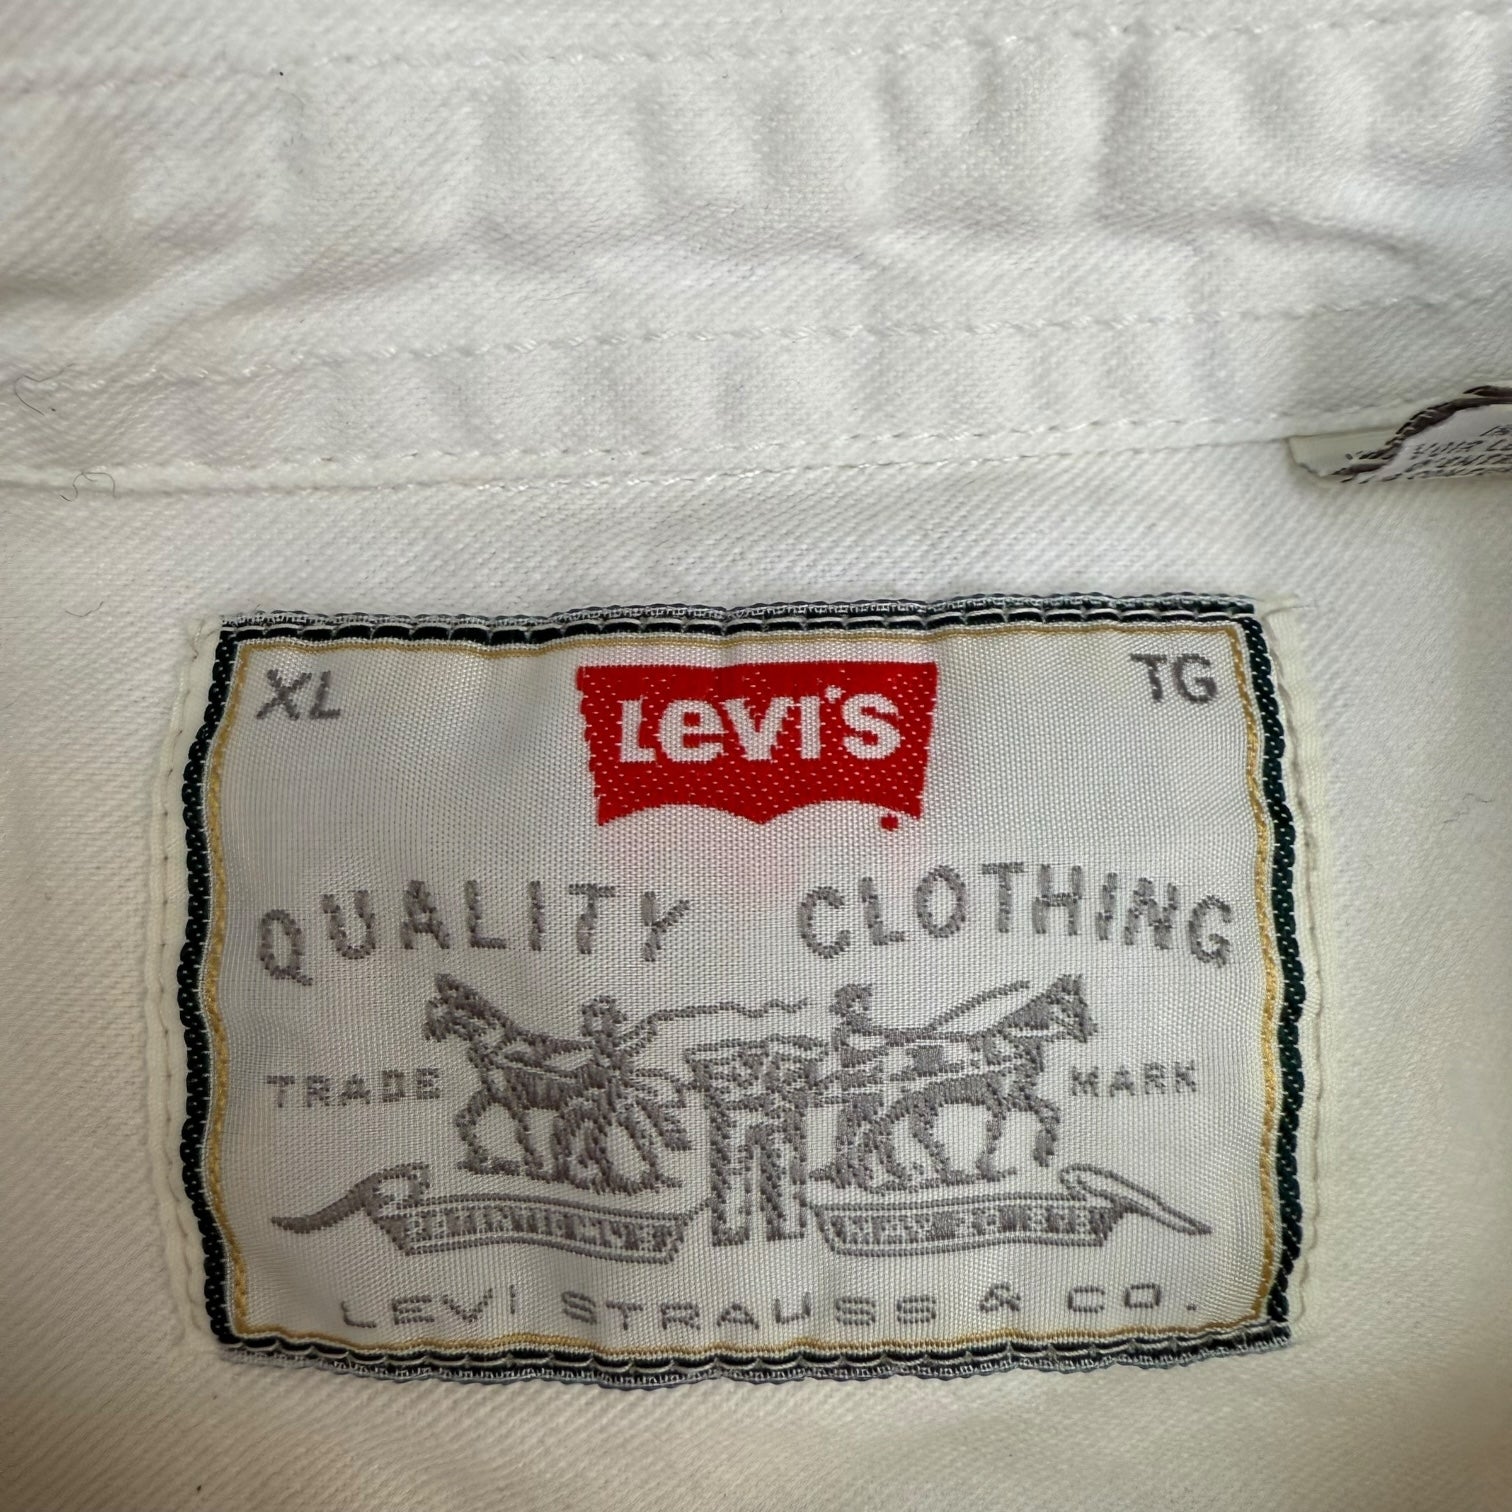 XL
TG
Levi's
QUALITY CLOTHING
TRADE MARK
LEVI STRAUSS & CO.